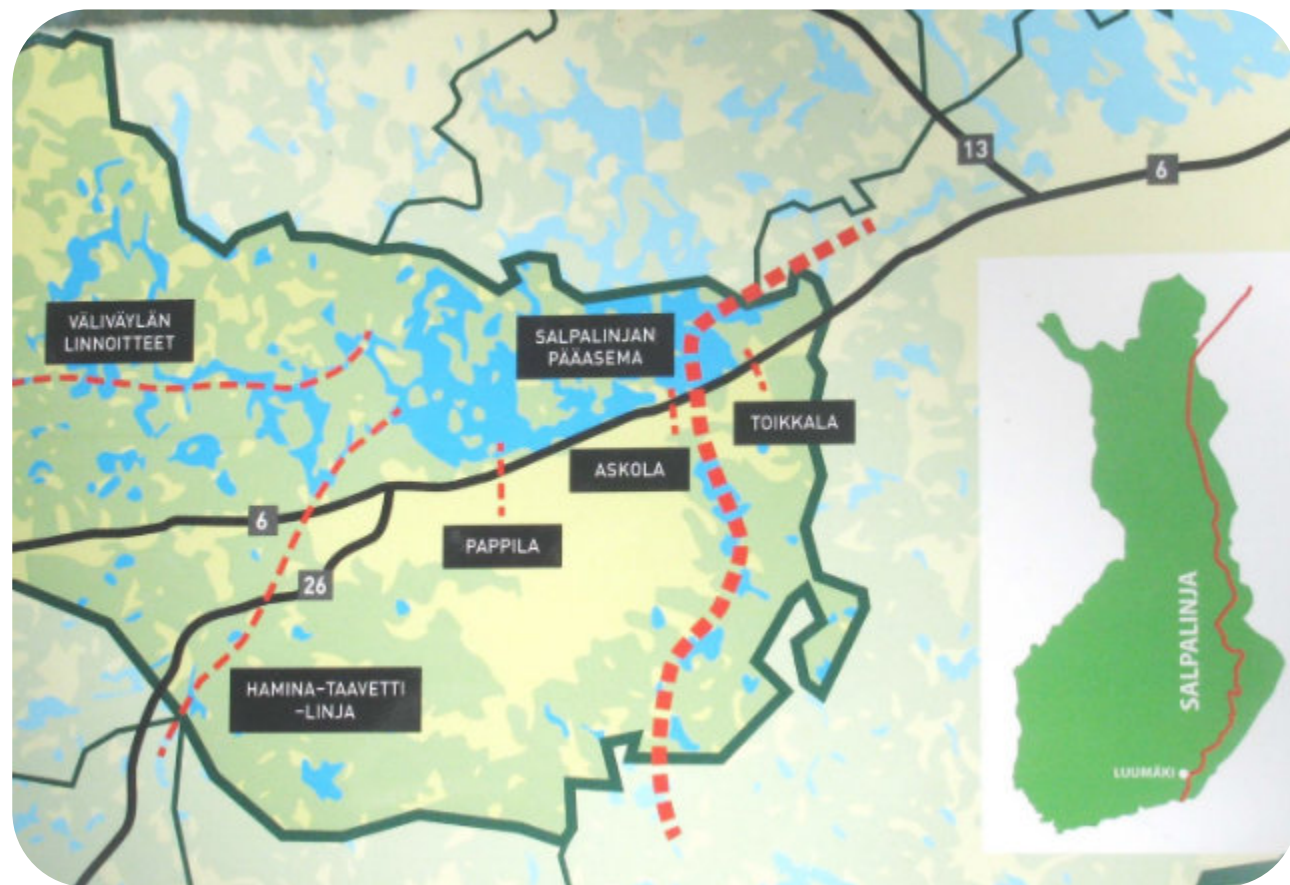 13
6
VÄLIVÄYLÄN
LINNOITTEET
SALPALINJAN
PÄÄASEMA
TOIKKALA
ASKOLA
6
PAPPILA
26
HAMINA-TAAVETTI
-LINJA
SALPALINJA
LUUMÄKI